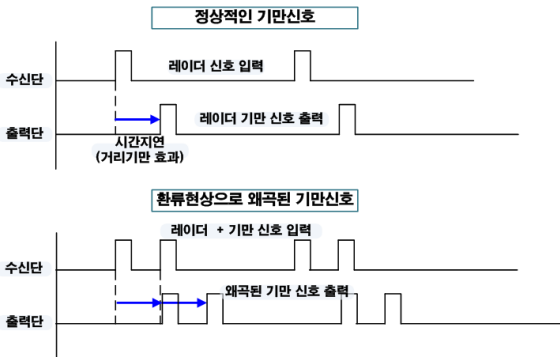 정상적인 기만신호
레이더 신호 입력
수신단
레이더 기만 신호 출력
출력단
시간지연
(거리기만 효과)
환류현상으로 왜곡된 기만신호
레이더 + 기만 신호 입력
수신단
왜곡된 기만 신호 출력
출력단